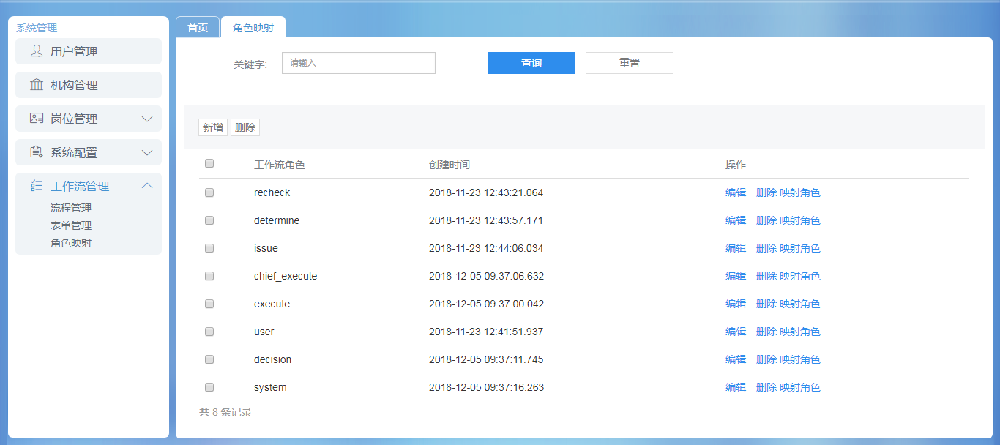 系统管理
用户管理
机构管理
岗位管理
系统配置
工作流管理
流程管理
表单管理
角色映射
首页 角色映射
关键字: 请输入 查询 重置
新增 删除
工作流角色 创建时间 操作
recheck 2018-11-23 12:43:21.064 编辑 删除 映射角色
determine 2018-11-23 12:43:57.171 编辑 删除 映射角色
issue 2018-11-23 12:44:06.034 编辑 删除 映射角色
chief_execute 2018-12-05 09:37:06.632 编辑 删除 映射角色
execute 2018-12-05 09:37:00.042 编辑 删除 映射角色
user 2018-11-23 12:41:51.937 编辑 删除 映射角色
decision 2018-12-05 09:37:11.745 编辑 删除 映射角色
system 2018-12-05 09:37:16.263 编辑 删除 映射角色
共 8 条记录